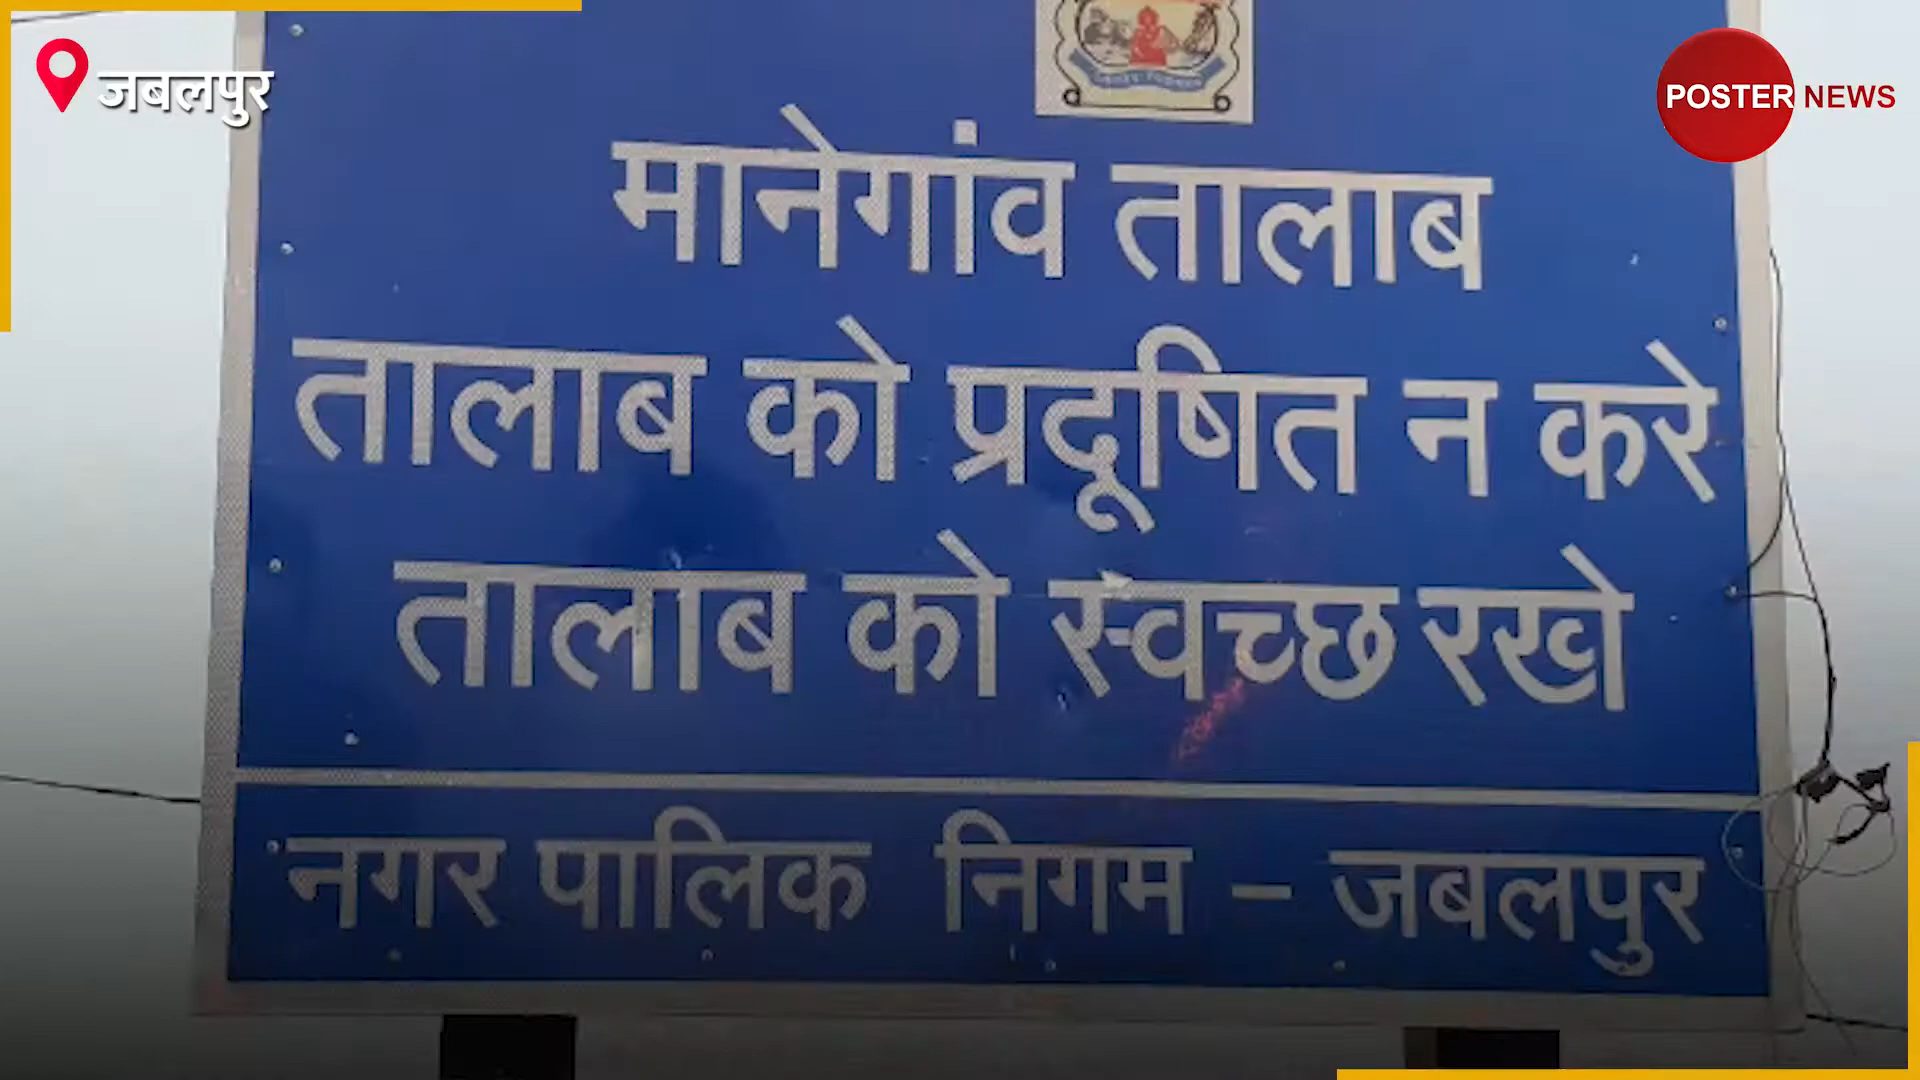 जबलपुर
POSTER NEWS
मानेगांव तालाब
तालाब को प्रदूषित न करे
तालाब को स्वच्छ रखे
नगर पालिक निगम – जबलपुर